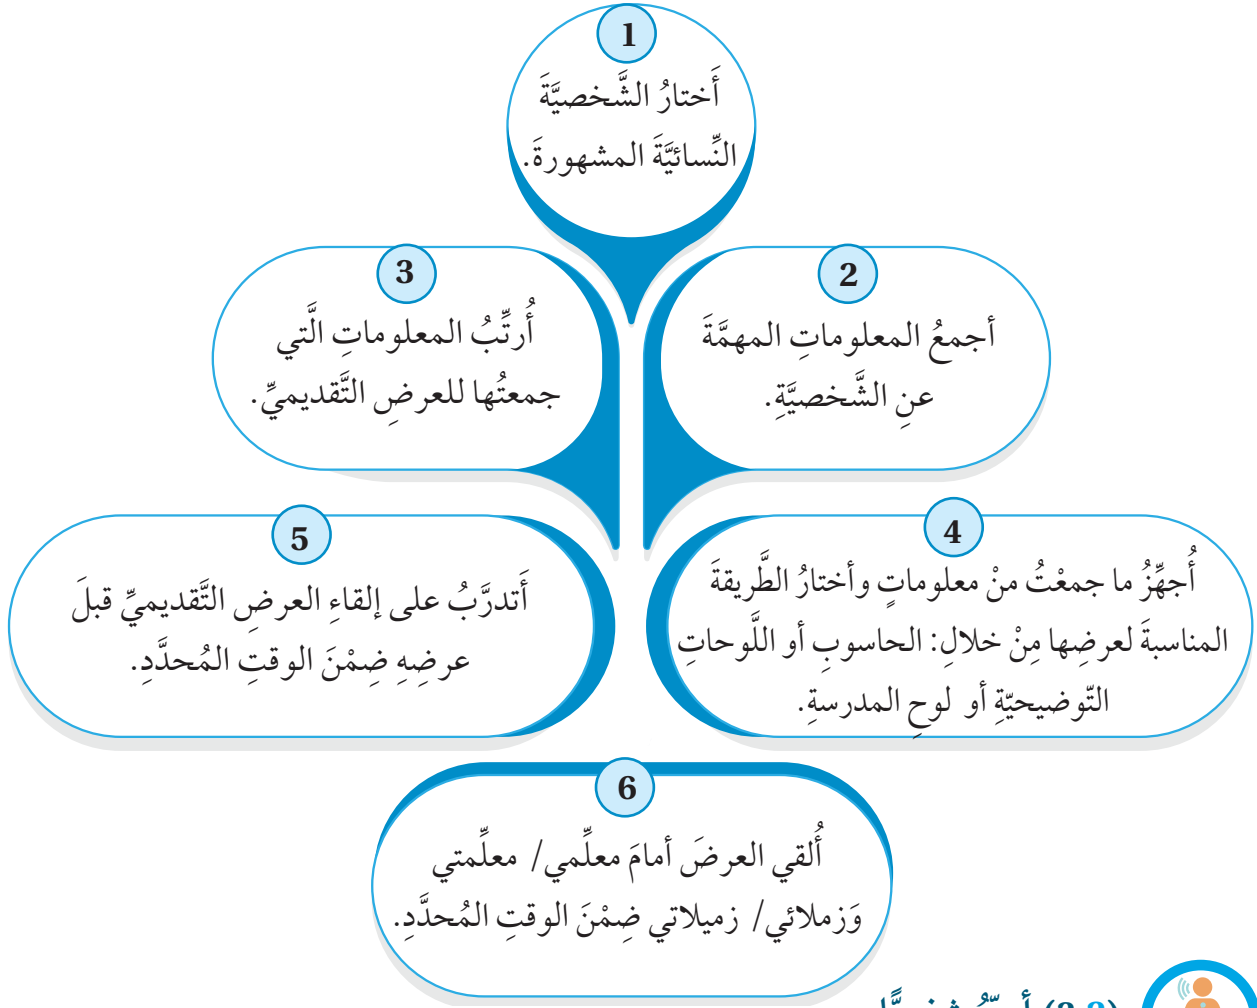 1
أَختارُ الشَّخصيَّةَ
النِّسائيَّةَ المشهورةَ.
2
أجمعُ المعلوماتِ المهمَّةَ
عنِ الشَّخصيَّةِ.
3
أُرتِّبُ المعلوماتِ الَّتي
جمعتُها للعرضِ التَّقديميِّ.
4
أُجهِّزُ ما جمعْتُ منْ معلوماتٍ وأختارُ الطَّريقةَ
المناسبةَ لعرضِها مِنْ خلالِ: الحاسوبِ أو اللَّوحاتِ
التّوضيحيّةِ أو لوحِ المدرسةِ.
5
أَتدرَّبُ على إلقاءِ العرضِ التَّقديميِّ قبلَ
عرضِهِ ضِمْنَ الوقتِ المُحدَّدِ.
6
أُلقي العرضَ أمامَ معلِّمي/ معلِّمتي
وَزملائي/ زميلاتي ضِمْنَ الوقتِ المُحدَّدِ.